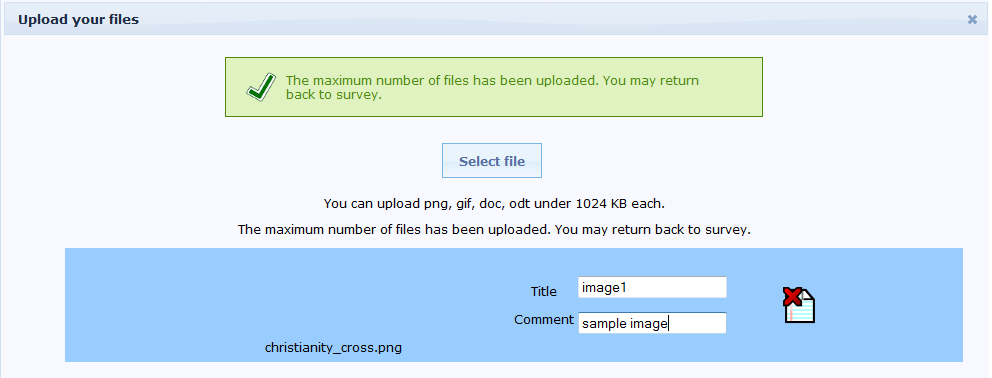 Upload your files
The maximum number of files has been uploaded. You may return
back to survey.
Select file
You can upload png, gif, doc, odt under 1024 KB each.
The maximum number of files has been uploaded. You may return back to survey.
Title image1
Comment sample image
christianity_cross.png